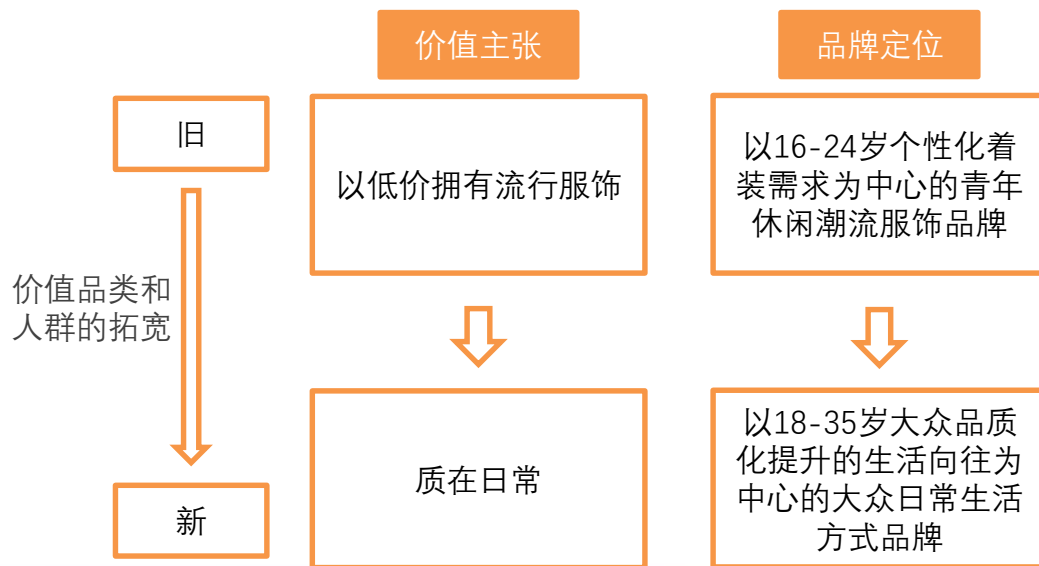 价值主张
品牌定位
旧
以低价拥有流行服饰
以16-24岁个性化着
装需求为中心的青年
休闲潮流服饰品牌
价值品类和
人群的拓宽
新
质在日常
以18-35岁大众品质
化提升的生活向往为
中心的大众日常生活
方式品牌